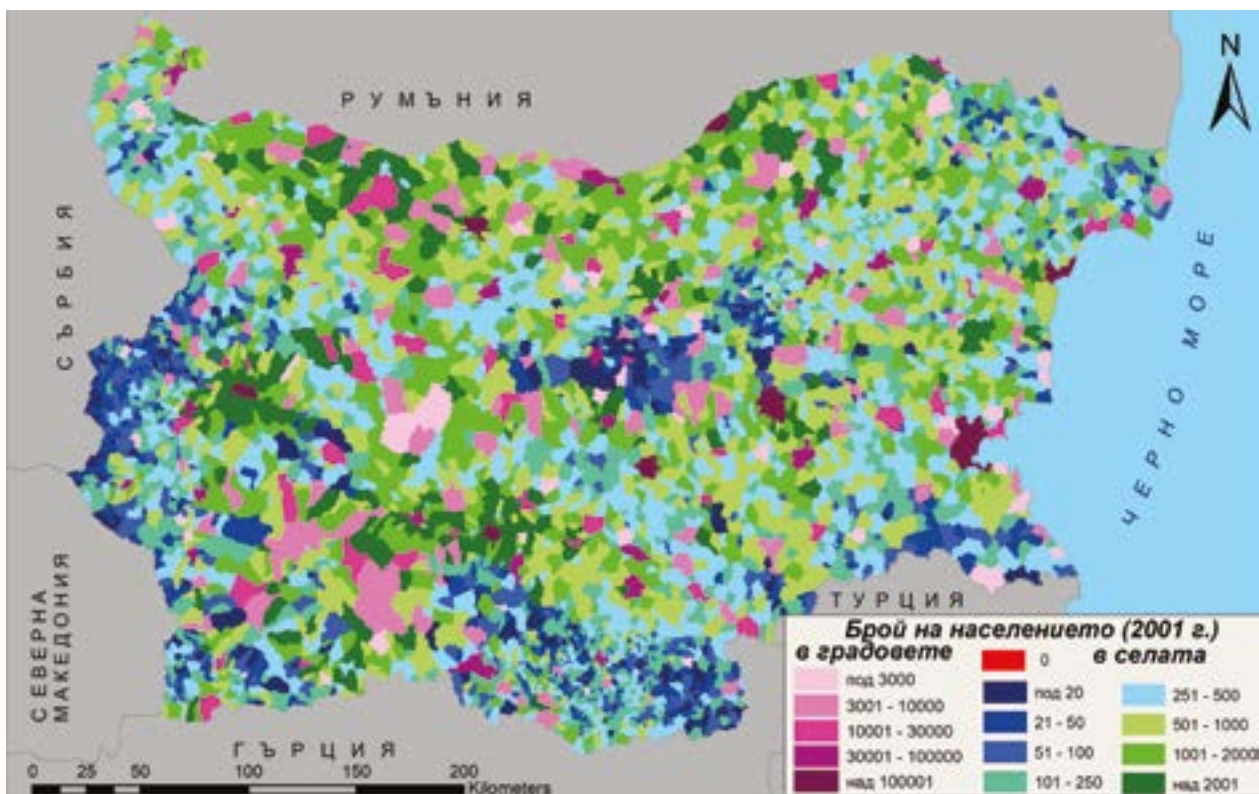 N
РУМЪНИЯ
СЪРБИЯ
ЧЕРНО МОРЕ
СЕВЕРНА
МАКЕДОНИЯ
ГЪРЦИЯ
ТУРЦИЯ
0 25 50 100 150 200
Kilometers
Брой на населението (2001 г.)
в градовете
под 3000
3001 - 10000
10001 - 30000
30001 - 100000
над 100001
0
под 20
21 - 50
51 - 100
101 - 250
в селата
251 - 500
501 - 1000
1001 - 2000
над 2001